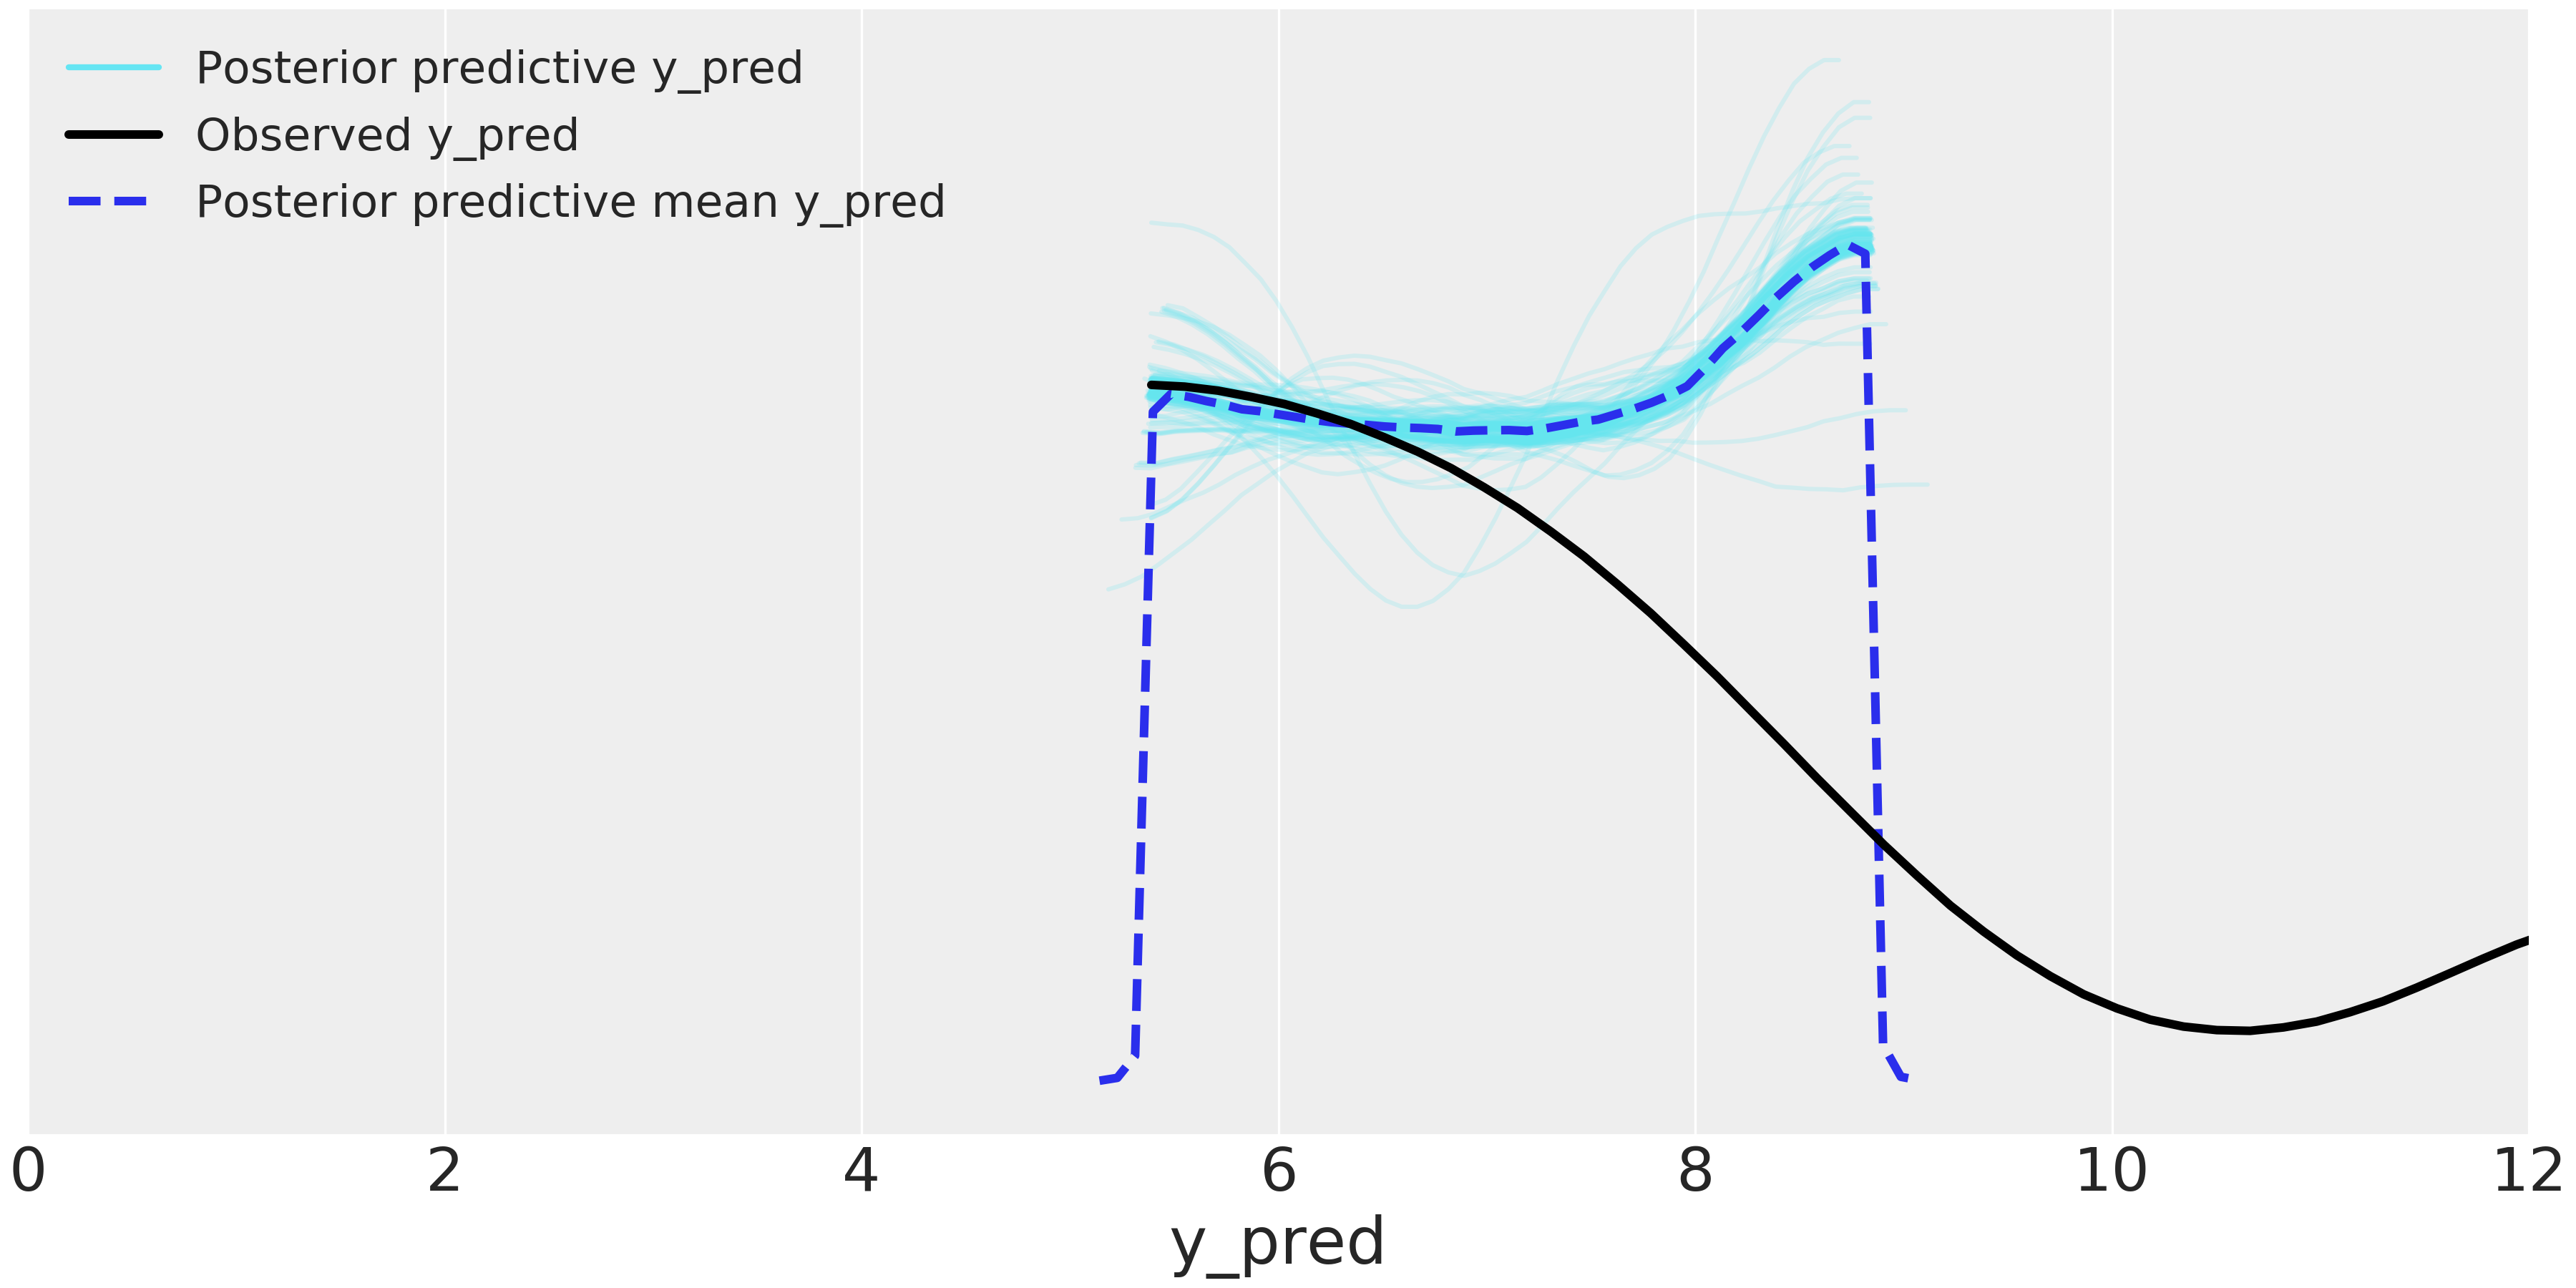 Posterior predictive y_pred
Observed y_pred
Posterior predictive mean y_pred
0 2 4 6 8 10 12
y_pred